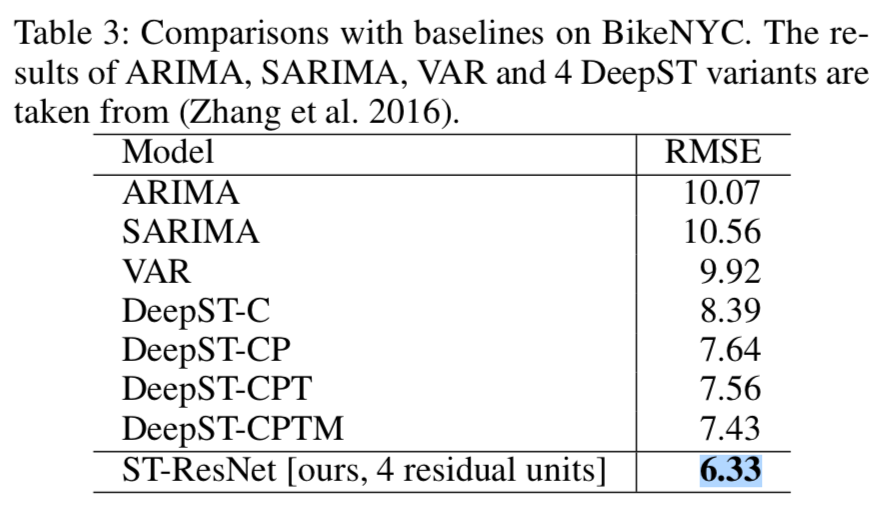 Table 3: Comparisons with baselines on BikeNYC. The re-
sults of ARIMA, SARIMA, VAR and 4 DeepST variants are
taken from (Zhang et al. 2016).
Model RMSE
ARIMA 10.07
SARIMA 10.56
VAR 9.92
DeepST-C 8.39
DeepST-CP 7.64
DeepST-CPT 7.56
DeepST-CPTM 7.43
ST-ResNet [ours, 4 residual units] 6.33